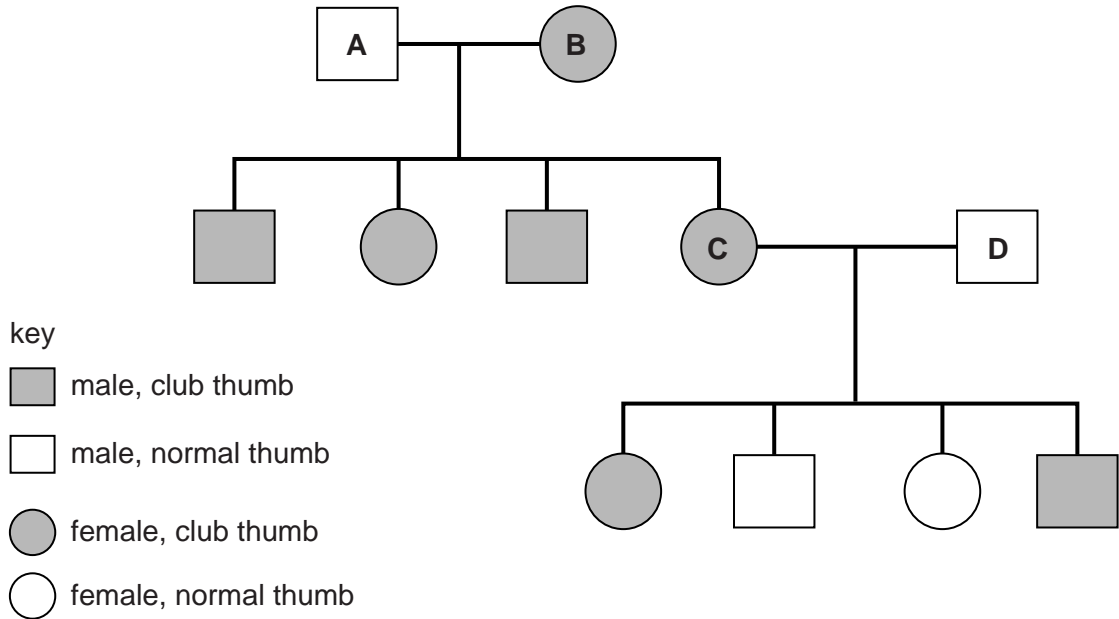 A
B
C
D
key
male, club thumb
male, normal thumb
female, club thumb
female, normal thumb